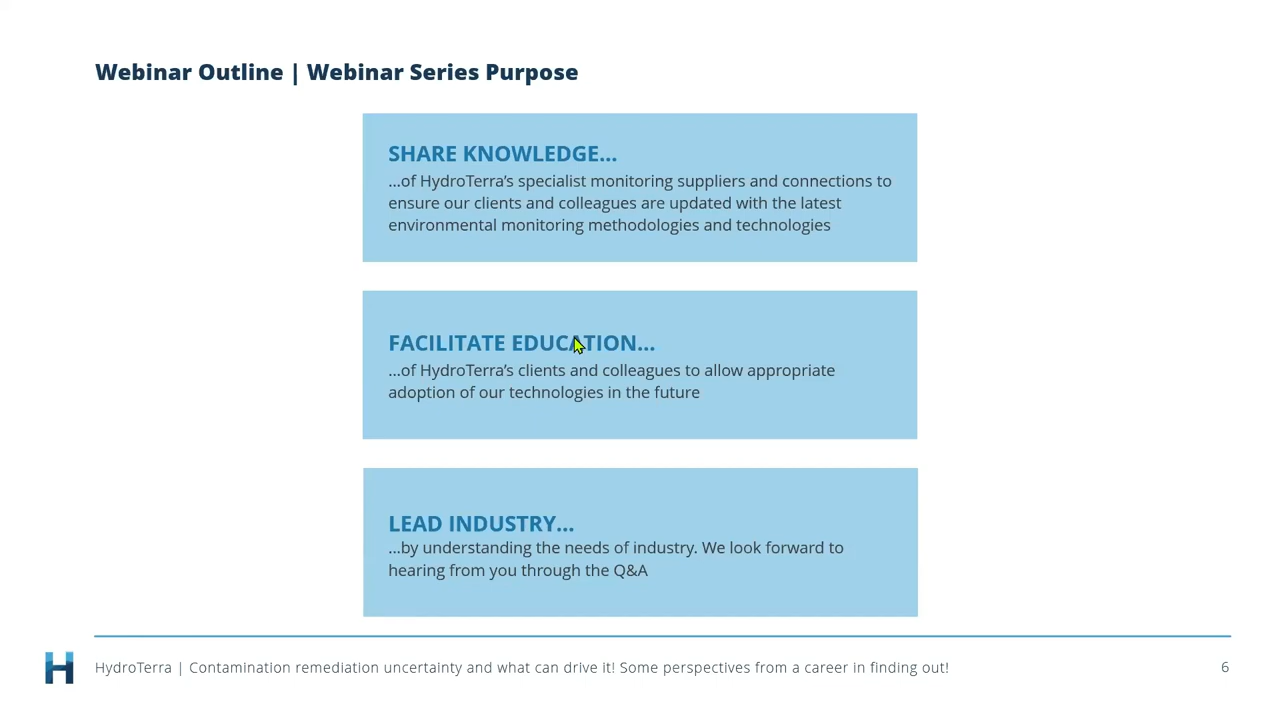 Webinar Outline | Webinar Series Purpose
SHARE KNOWLEDGE...
...of HydroTerra’s specialist monitoring suppliers and connections to
ensure our clients and colleagues are updated with the latest
environmental monitoring methodologies and technologies
FACILITATE EDUCATION...
...of HydroTerra’s clients and colleagues to allow appropriate
adoption of our technologies in the future
LEAD INDUSTRY...
...by understanding the needs of industry. We look forward to
hearing from you through the Q&A
HydroTerra | Contamination remediation uncertainty and what can drive it! Some perspectives from a career in finding out!
6